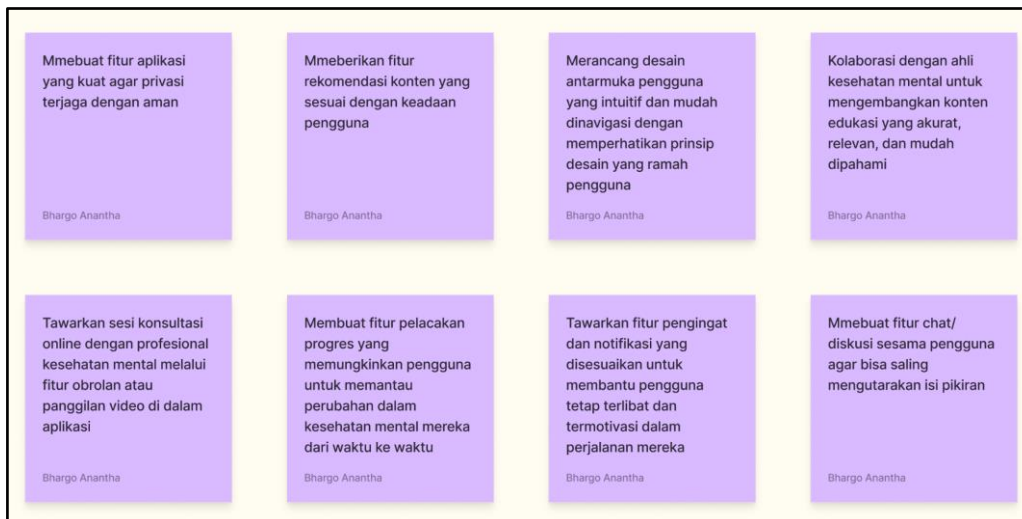 Mmebuat fitur aplikasi
yang kuat agar privasi
terjaga dengan aman
Bhargo Anantha
Mmeberikan fitur
rekomendasi konten yang
sesuai dengan keadaan
pengguna
Bhargo Anantha
Merancang desain
antarmuka pengguna
yang intuitif dan mudah
dinavigasi dengan
memperhatikan prinsip
desain yang ramah
pengguna
Bhargo Anantha
Kolaborasi dengan ahli
kesehatan mental untuk
mengembangkan konten
edukasi yang akurat,
relevan, dan mudah
dipahami
Bhargo Anantha
Tawarkan sesi konsultasi
online dengan profesional
kesehatan mental melalui
fitur obrolan atau
panggilan video di dalam
aplikasi
Bhargo Anantha
Membuat fitur pelacakan
progres yang
memungkinkan pengguna
untuk memantau
perubahan dalam
kesehatan mental mereka
dari waktu ke waktu
Bhargo Anantha
Tawarkan fitur pengingat
dan notifikasi yang
disesuaikan untuk
membantu pengguna
tetap terlibat dan
termotivasi dalam
perjalanan mereka
Bhargo Anantha
Mmebuat fitur chat/
diskusi sesama pengguna
agar bisa saling
mengutarakan isi pikiran
Bhargo Anantha